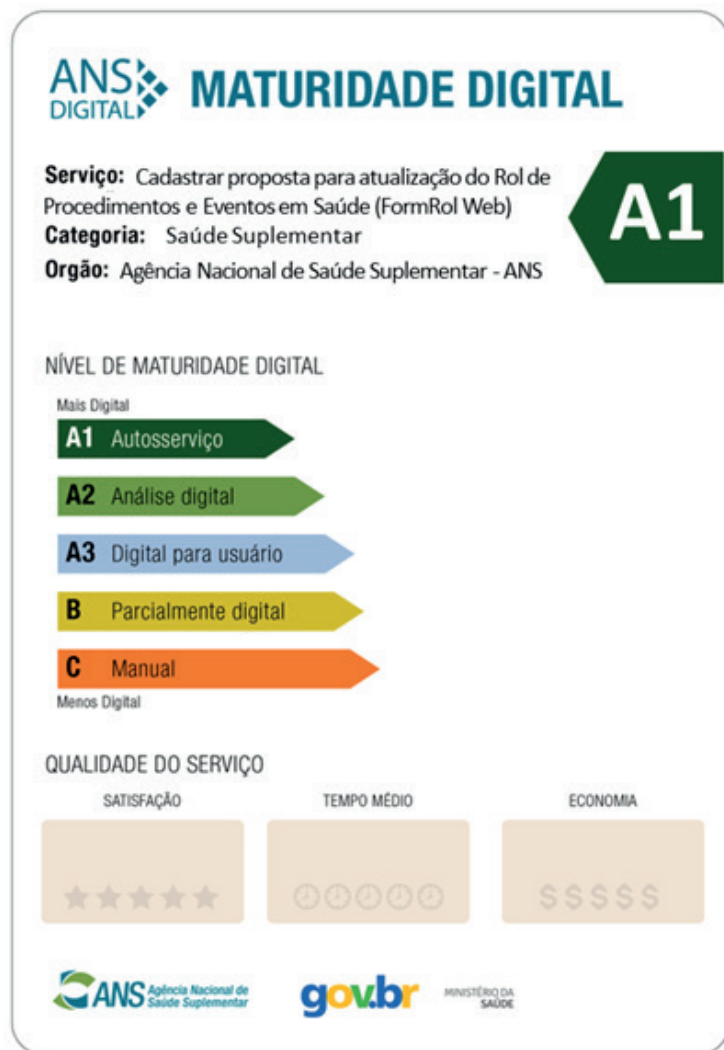 ANS
DIGITAL
MATURIDADE DIGITAL
Serviço: Cadastrar proposta para atualização do Rol de
Procedimentos e Eventos em Saúde (FormRol Web)
Categoria: Saúde Suplementar
Orgão: Agência Nacional de Saúde Suplementar - ANS
A1
NÍVEL DE MATURIDADE DIGITAL
Mais Digital
A1 Autosserviço
A2 Análise digital
A3 Digital para usuário
B Parcialmente digital
C Manual
Menos Digital
QUALIDADE DO SERVIÇO
SATISFAÇÃO
TEMPO MÉDIO
ECONOMIA
$ $ $ $ $
ANS Agência Nacional de
Saúde Suplementar
gov.br
MINISTÉRIO DA
SAÚDE